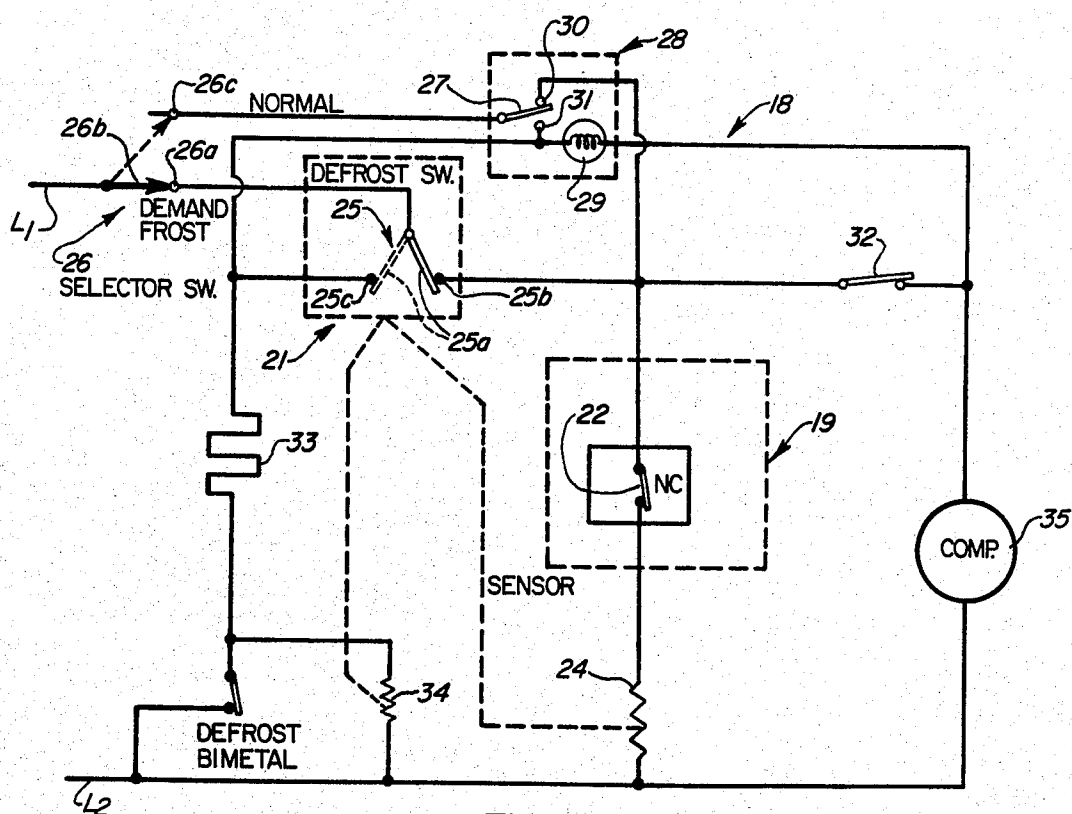 30
28
26c
NORMAL
27
31
18
26b
26a
DEFROST SW.
29
L1
DEMAND
FROST
25
32
26
SELECTOR SW.
25c
25b
21
25a
22
19
33
NC
35
COMP.
SENSOR
24
34
DEFROST
BIMETAL
L2